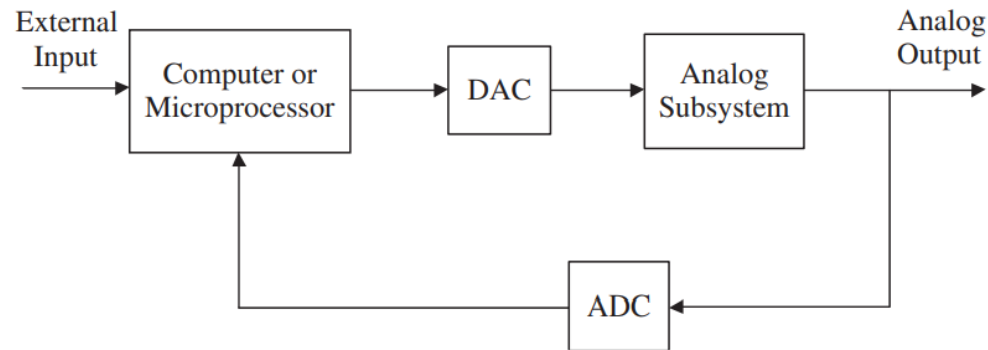 External
Input
Computer or
Microprocessor
DAC
Analog
Subsystem
Analog
Output
ADC